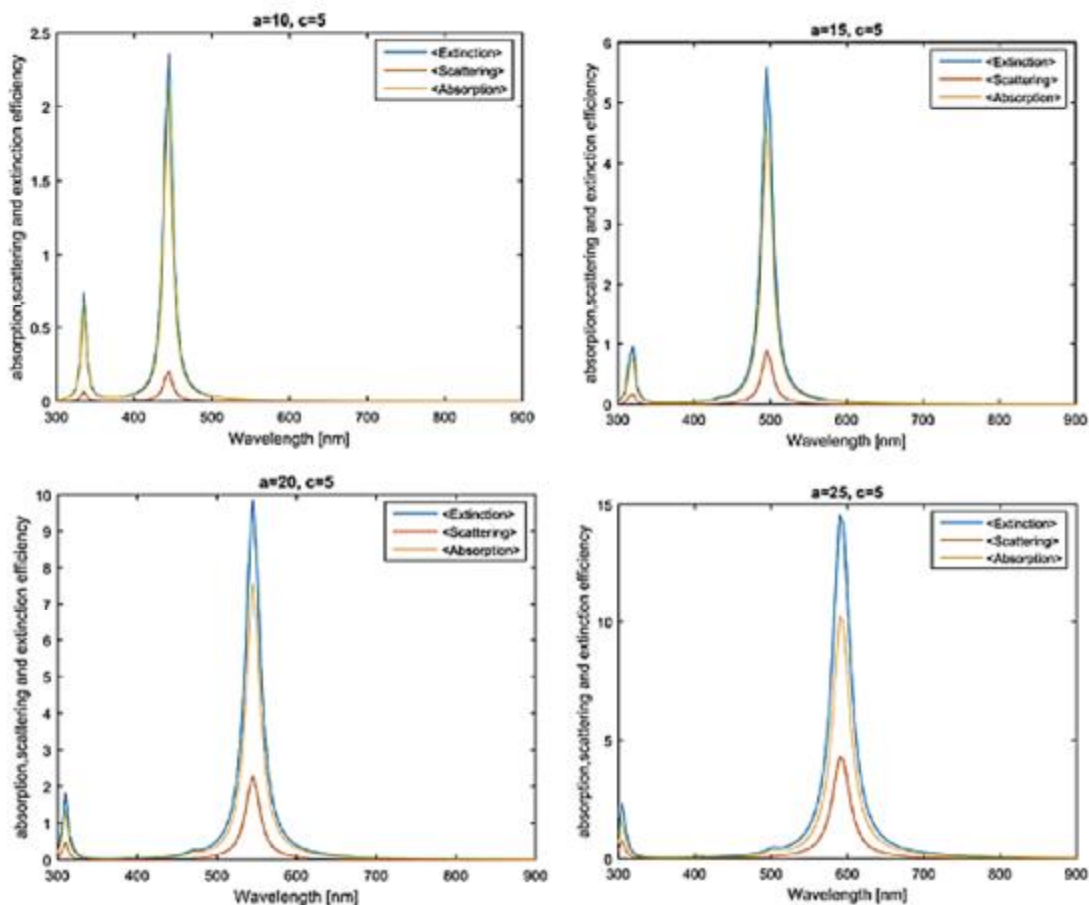 a=10, c=5
absorption,scattering and extinction efficiency
2.5
2
1.5
1
0.5
0
<Extinction>
<Scattering>
<Absorption>
300 400 500 600 700 800 900
Wavelength [nm]
a=15, c=5
absorption,scattering and extinction efficiency
6
5
4
3
2
1
0
<Extinction>
<Scattering>
<Absorption>
300 400 500 600 700 800 900
Wavelength [nm]
a=20, c=5
absorption,scattering and extinction efficiency
10
9
8
7
6
5
4
3
2
1
0
<Extinction>
<Scattering>
<Absorption>
300 400 500 600 700 800 900
Wavelength [nm]
a=25, c=5
absorption,scattering and extinction efficiency
15
10
5
0
<Extinction>
<Scattering>
<Absorption>
300 400 500 600 700 800 900
Wavelength [nm]